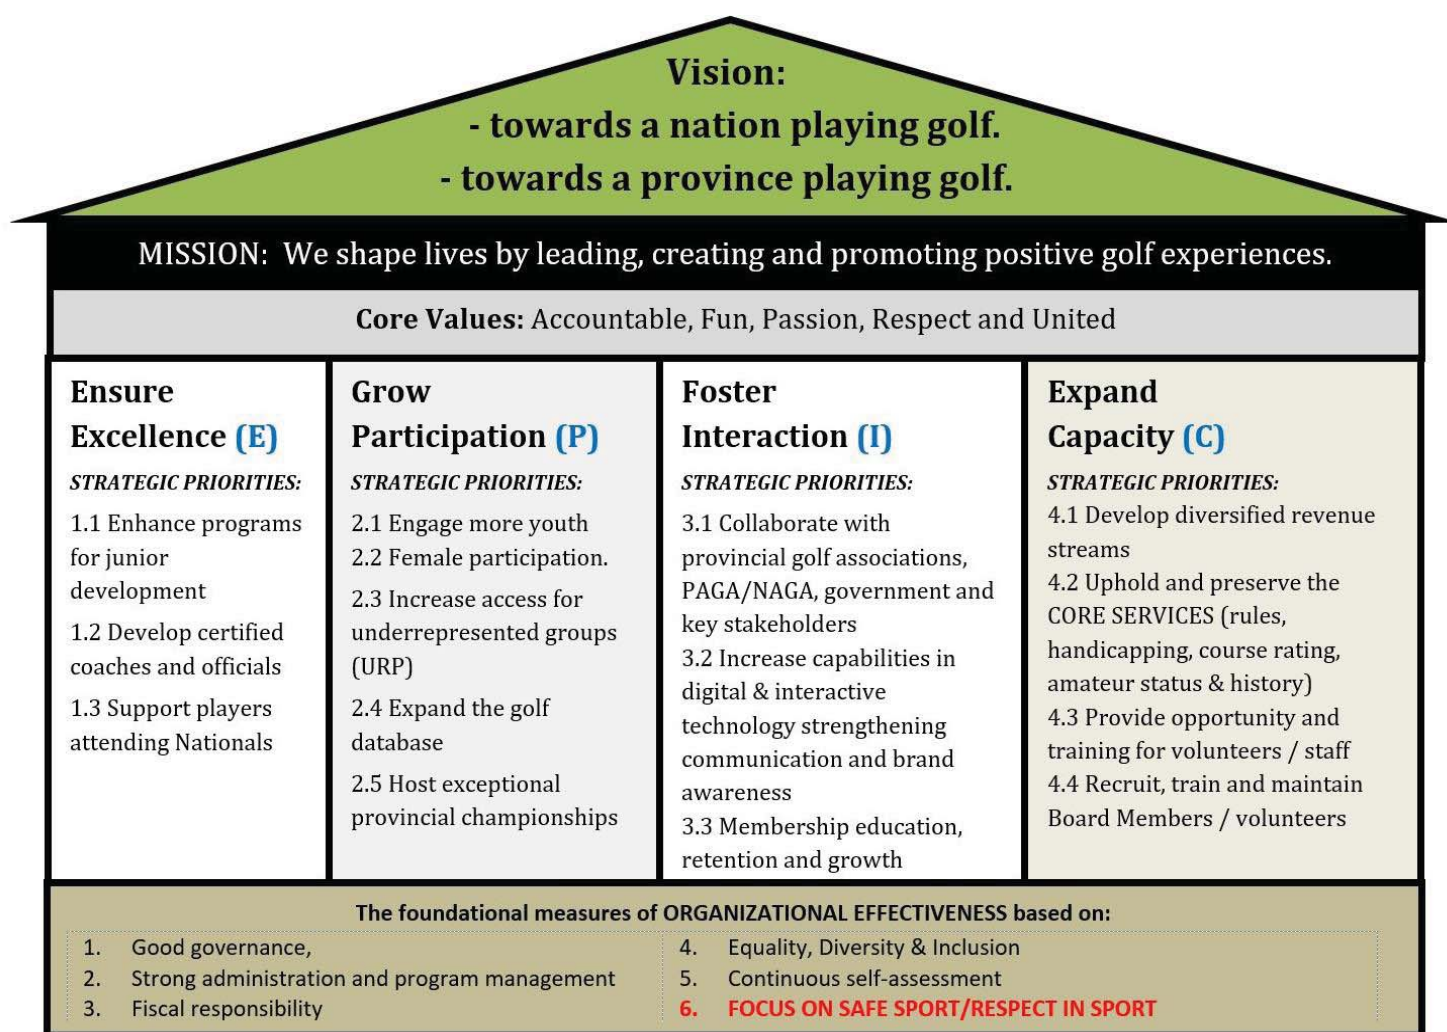 Vision:
- towards a nation playing golf.
- towards a province playing golf.
MISSION:  We shape lives by leading, creating and promoting positive golf experiences.
Core Values: Accountable, Fun, Passion, Respect and United
Ensure
Excellence (E)
STRATEGIC PRIORITIES:
1.1 Enhance programs
for junior
development
1.2 Develop certified
coaches and officials
1.3 Support players
attending Nationals
Grow
Participation (P)
STRATEGIC PRIORITIES:
2.1 Engage more youth
2.2 Female participation.
2.3 Increase access for
underrepresented groups
(URP)
2.4 Expand the golf
database
2.5 Host exceptional
provincial championships
Foster
Interaction (I)
STRATEGIC PRIORITIES:
3.1 Collaborate with
provincial golf associations,
PAGA/NAGA, government and
key stakeholders
3.2 Increase capabilities in
digital & interactive
technology strengthening
communication and brand
awareness
3.3 Membership education,
retention and growth
Expand
Capacity (C)
STRATEGIC PRIORITIES:
4.1 Develop diversified revenue
streams
4.2 Uphold and preserve the
CORE SERVICES (rules,
handicapping, course rating,
amateur status & history)
4.3 Provide opportunity and
training for volunteers / staff
4.4 Recruit, train and maintain
Board Members / volunteers
The foundational measures of ORGANIZATIONAL EFFECTIVENESS based on:
1. Good governance,
2. Strong administration and program management
3. Fiscal responsibility
4. Equality, Diversity & Inclusion
5. Continuous self-assessment
6. FOCUS ON SAFE SPORT/RESPECT IN SPORT